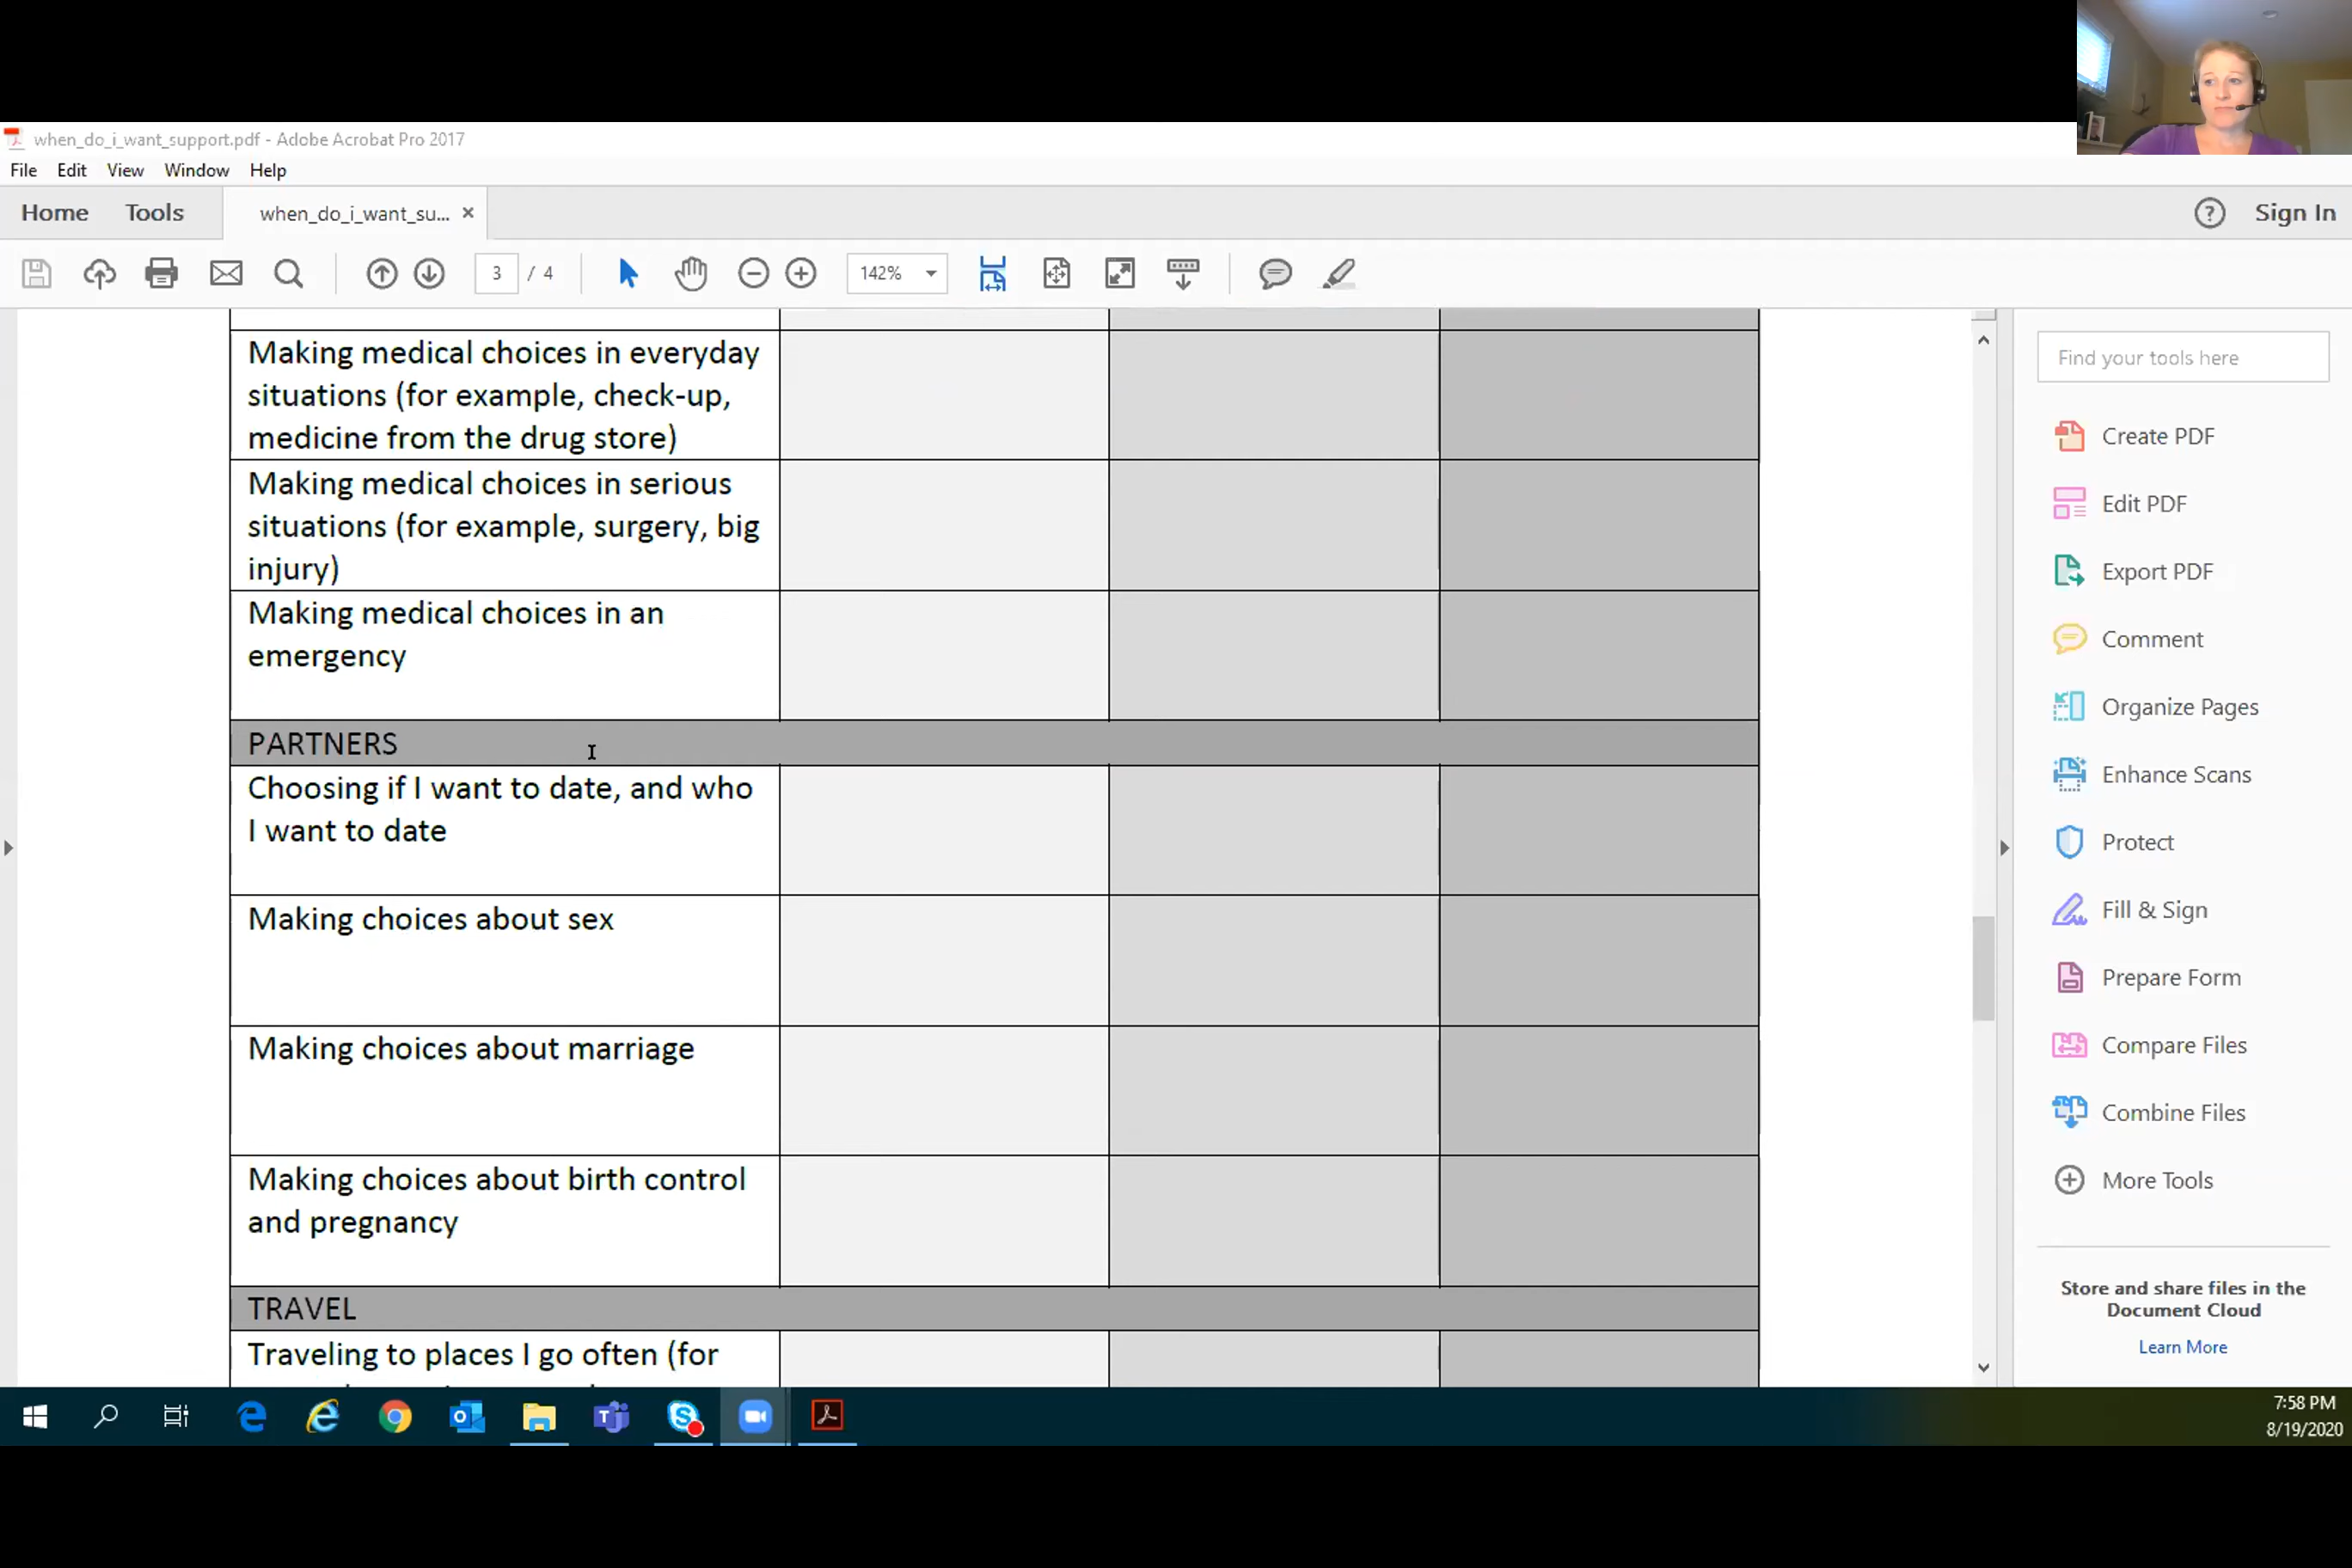 when_do_i_want_support.pdf - Adobe Acrobat Pro 2017
File Edit View Window Help
Home Tools when_do_i_want_su... × ? Sign In
3 / 4 142%
Making medical choices in everyday
situations (for example, check-up,
medicine from the drug store)
Making medical choices in serious
situations (for example, surgery, big
injury)
Making medical choices in an
emergency
PARTNERS
Choosing if I want to date, and who
I want to date
Making choices about sex
Making choices about marriage
Making choices about birth control
and pregnancy
TRAVEL
Traveling to places I go often (for
Find your tools here
Create PDF
Edit PDF
Export PDF
Comment
Organize Pages
Enhance Scans
Protect
Fill & Sign
Prepare Form
Compare Files
Combine Files
More Tools
Store and share files in the
Document Cloud
Learn More
7:58 PM
8/19/2020